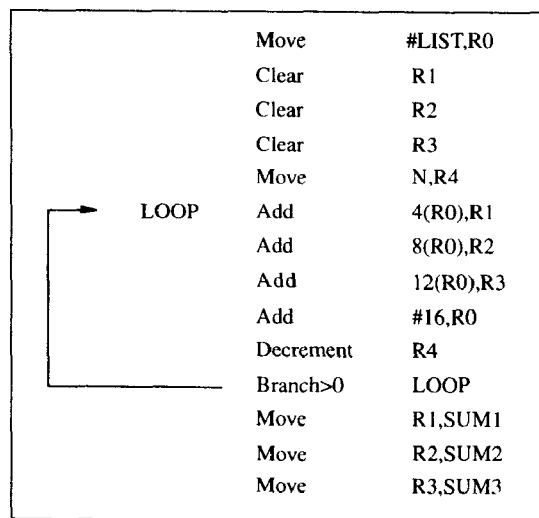 Move #LIST,R0
Clear R1
Clear R2
Clear R3
Move N,R4
LOOP Add 4(R0),R1
Add 8(R0),R2
Add 12(R0),R3
Add #16,R0
Decrement R4
Branch>0 LOOP
Move R1,SUM1
Move R2,SUM2
Move R3,SUM3